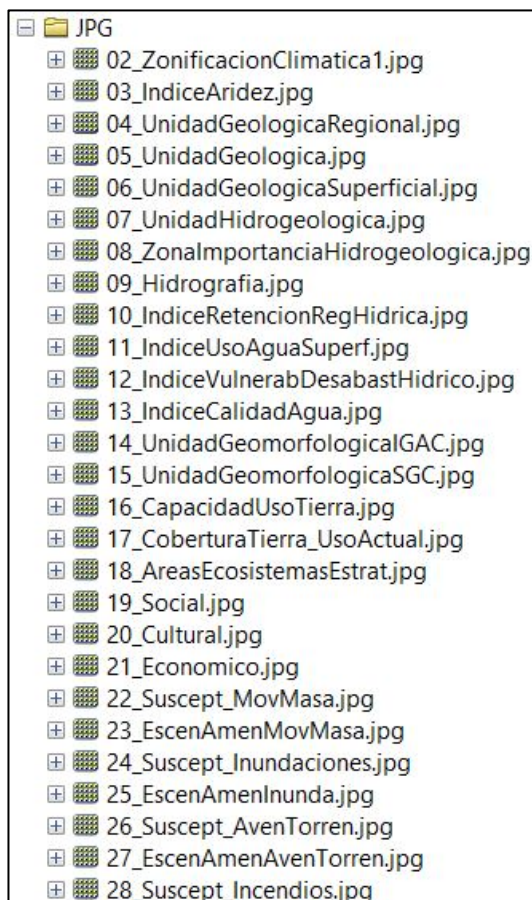 JPG
02_ZonificacionClimatica1.jpg
03_IndiceAridez.jpg
04_UnidadGeologicaRegional.jpg
05_UnidadGeologica.jpg
06_UnidadGeologicaSuperficial.jpg
07_UnidadHidrogeologica.jpg
08_ZonaImportanciaHidrogeologica.jpg
09_Hidrografia.jpg
10_IndiceRetencionRegHidrica.jpg
11_IndiceUsoAguaSuperf.jpg
12_IndiceVulnerabDesabastHidrico.jpg
13_IndiceCalidadAgua.jpg
14_UnidadGeomorfologicaIGAC.jpg
15_UnidadGeomorfologicaSGC.jpg
16_CapacidadUsoTierra.jpg
17_CoberturaTierra_UsoActual.jpg
18_AreasEcosistemasEstrat.jpg
19_Social.jpg
20_Cultural.jpg
21_Economico.jpg
22_Suscept_MovMasa.jpg
23_EscenAmenMovMasa.jpg
24_Suscept_Inundaciones.jpg
25_EscenAmenInunda.jpg
26_Suscept_AvenTorren.jpg
27_EscenAmenAvenTorren.jpg
28_Suscept_Incendios.jpg